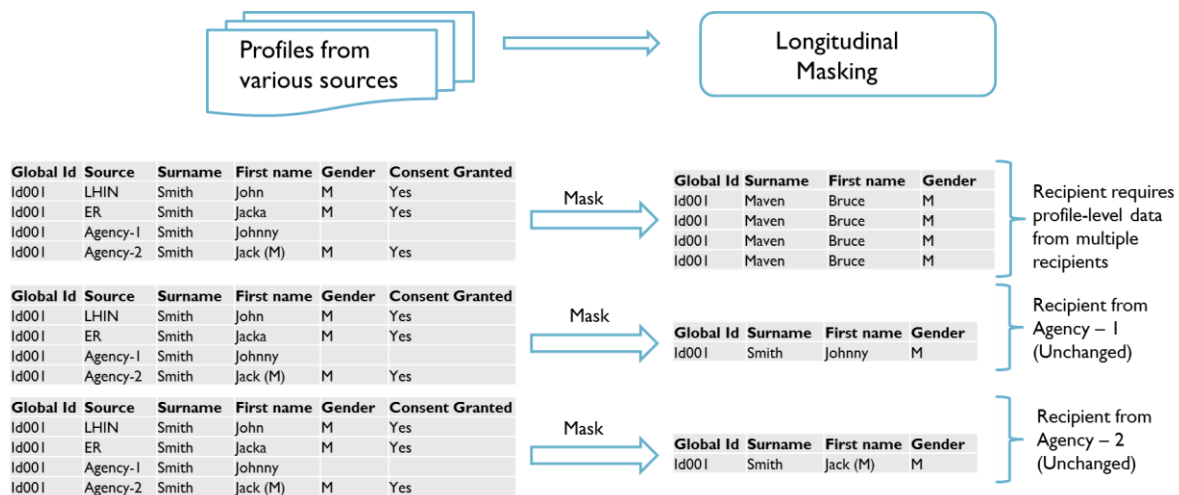 Profiles from
various sources
Longitudinal
Masking
Global Id Source Surname First name Gender Consent Granted
Id001 LHIN Smith John M Yes
Id001 ER Smith Jacka M Yes
Id001 Agency-1 Smith Johnny
Id001 Agency-2 Smith Jack (M) M Yes
Mask
Global Id Surname First name Gender
Id001 Maven Bruce M
Id001 Maven Bruce M
Id001 Maven Bruce M
Id001 Maven Bruce M
Recipient requires
profile-level data
from multiple
recipients
Global Id Source Surname First name Gender Consent Granted
Id001 LHIN Smith John M Yes
Id001 ER Smith Jacka M Yes
Id001 Agency-1 Smith Johnny
Id001 Agency-2 Smith Jack (M) M Yes
Mask
Global Id Surname First name Gender
Id001 Smith Johnny M
Recipient from
Agency – 1
(Unchanged)
Global Id Source Surname First name Gender Consent Granted
Id001 LHIN Smith John M Yes
Id001 ER Smith Jacka M Yes
Id001 Agency-1 Smith Johnny
Id001 Agency-2 Smith Jack (M) M Yes
Mask
Global Id Surname First name Gender
Id001 Smith Jack (M) M
Recipient from
Agency – 2
(Unchanged)